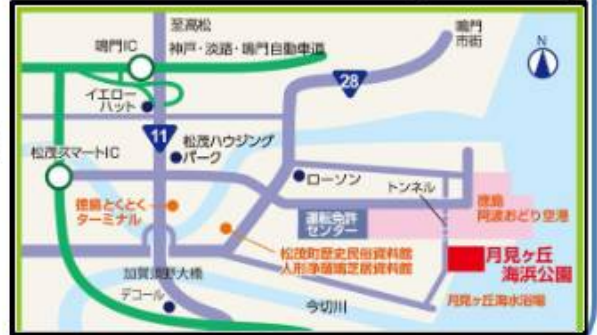 至高松
鳴門IC
神戸・淡路・鳴門自動車道
鳴門
市街
N
28
イエロー
ハット
11
松茂ハウジング
パーク
松茂スマートIC
ローソン
トンネル
徳島とくとく
ターミナル
運転免許
センター
徳島
阿波おどり空港
松茂町歴史民俗資料館
人形浄瑠璃芝居資料館
月見ヶ丘
海浜公園
加賀須野大橋
デコール
今切川
月見ヶ丘海水浴場